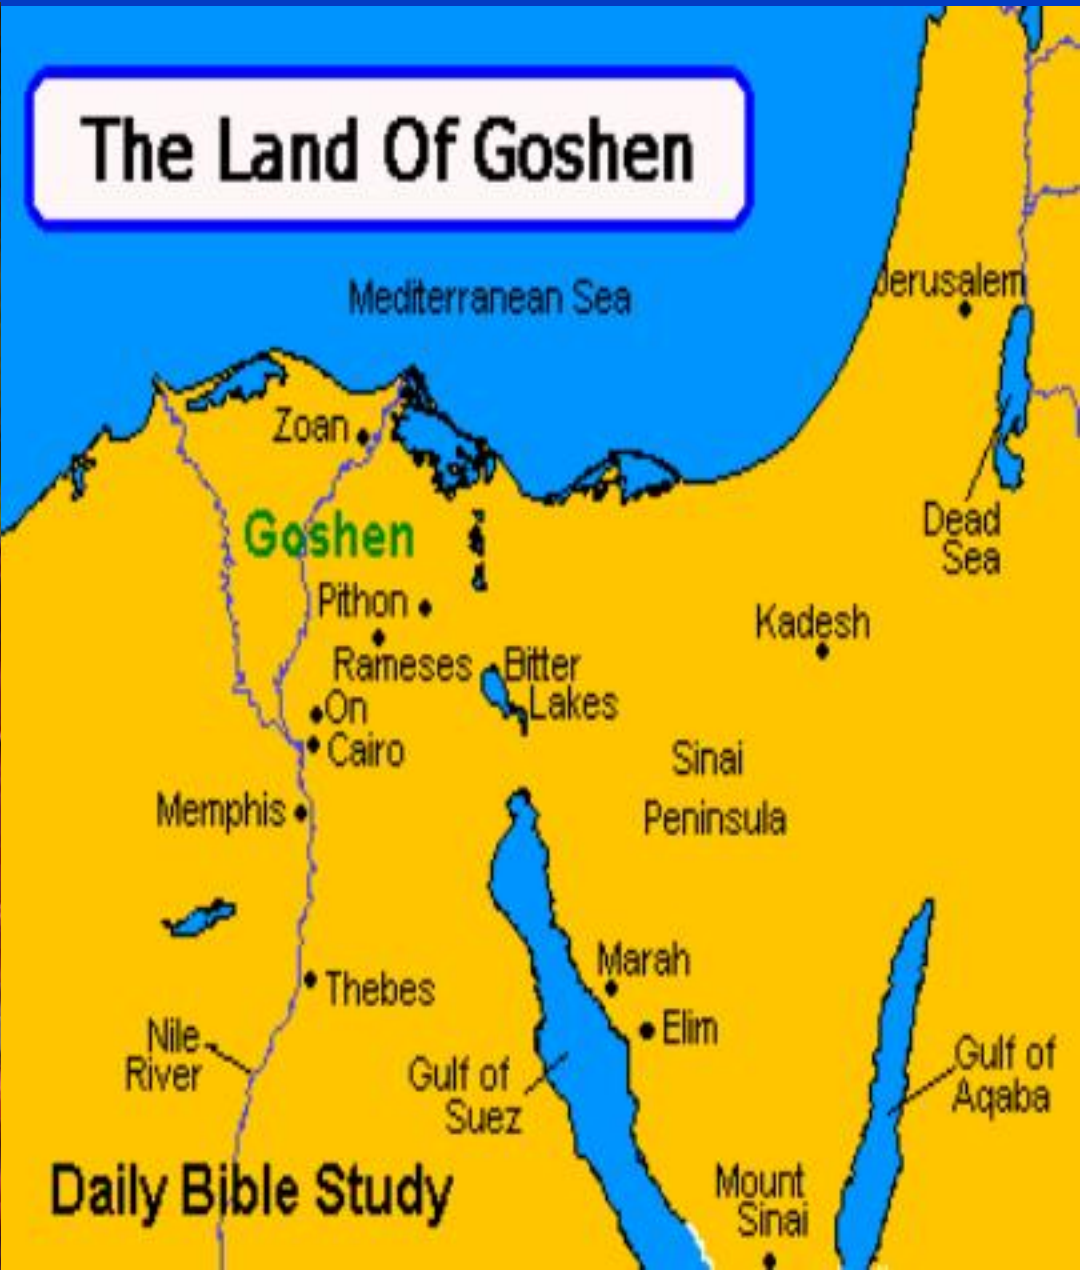 The Land Of Goshen
Mediterranean Sea
Jerusalem
Zoan
Goshen
Dead
Sea
Pithon
Kadesh
Rameses
Bitter
Lakes
On
Cairo
Sinai
Peninsula
Memphis
Marah
Thebes
Elim
Nile
River
Gulf of
Suez
Gulf of
Aqaba
Mount
Sinai
Daily Bible Study